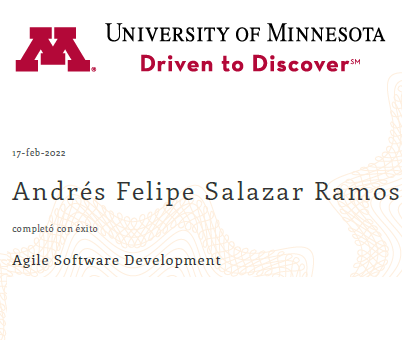 UNIVERSITY OF MINNESOTA
Driven to Discover℠
17-feb-2022
Andrés Felipe Salazar Ramos
completó con éxito
Agile Software Development